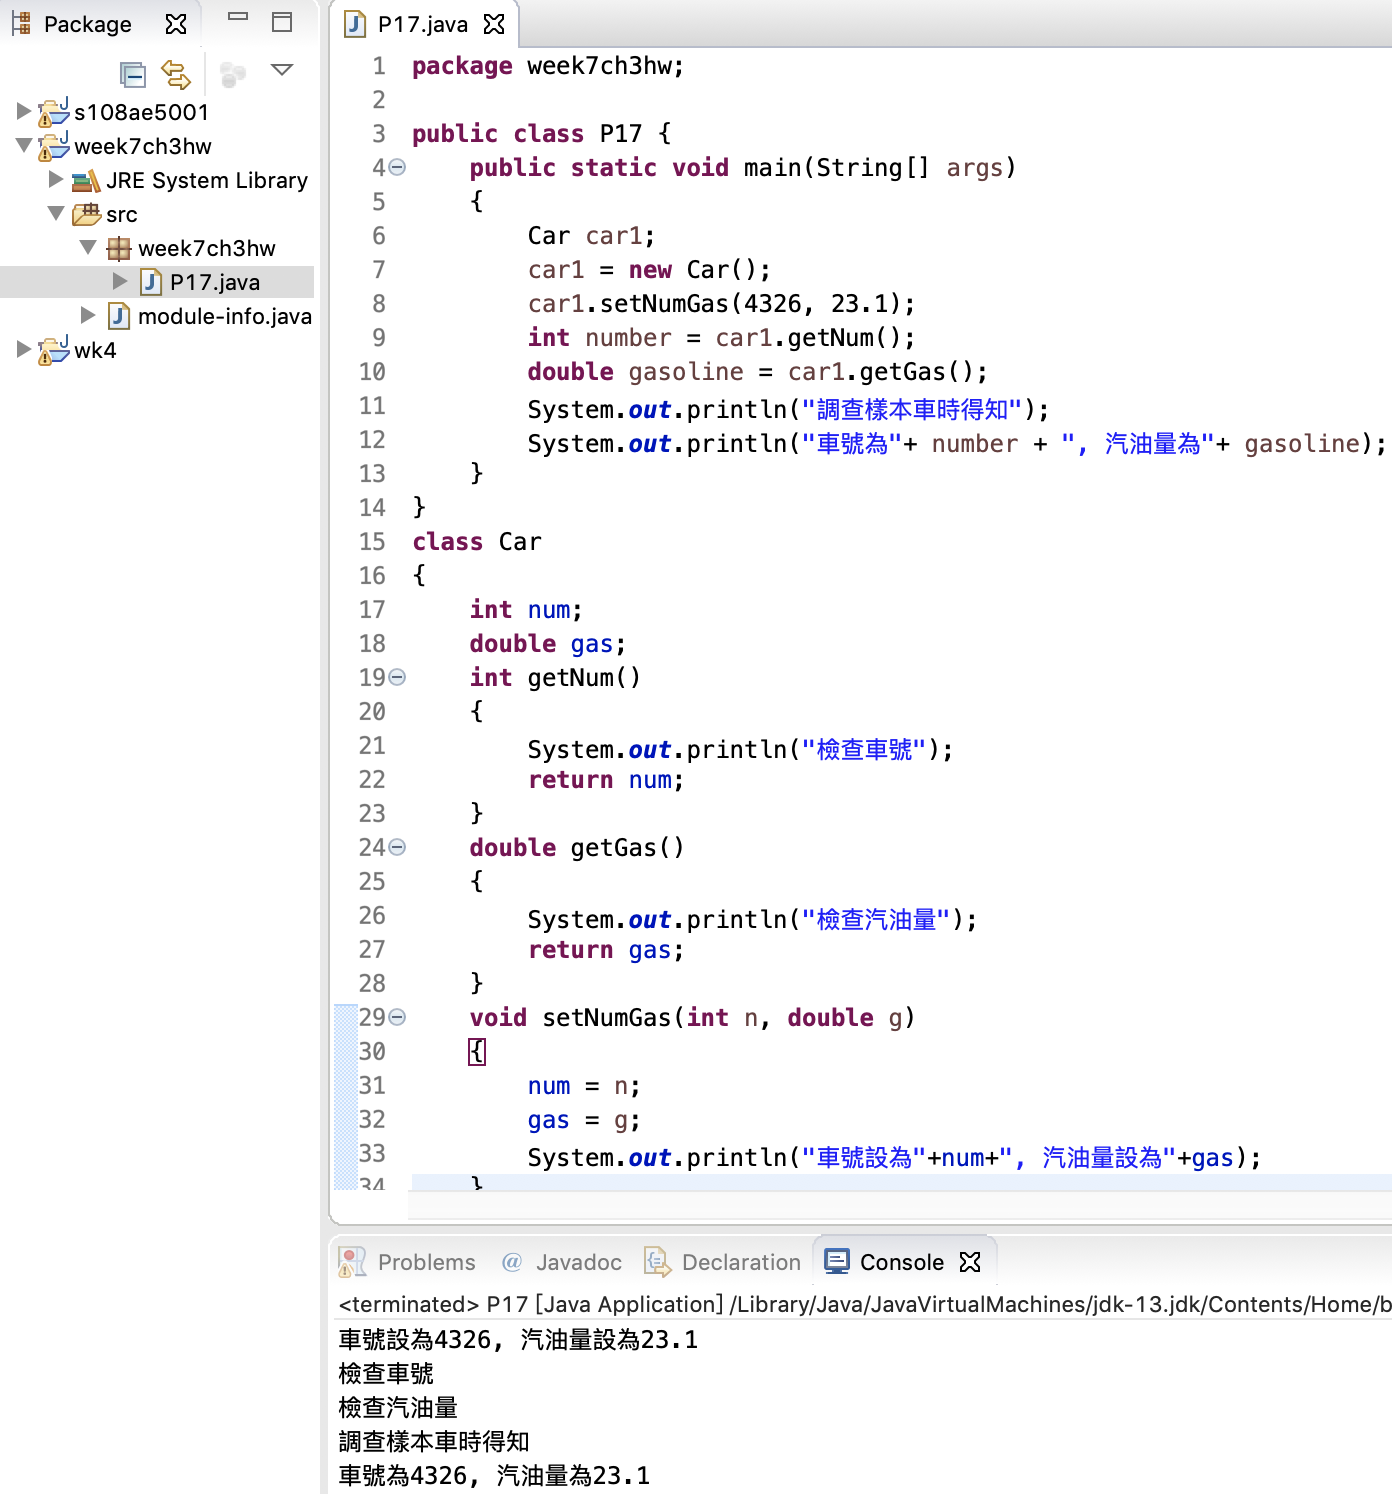 Package
s108ae5001
week7ch3hw
JRE System Library
src
week7ch3hw
P17.java
module-info.java
wk4
P17.java
1 package week7ch3hw;
2
3 public class P17 {
4     public static void main(String[] args)
5     {
6         Car car1;
7         car1 = new Car();
8         car1.setNumGas(4326, 23.1);
9         int number = car1.getNum();
10         double gasoline = car1.getGas();
11         System.out.println("調查樣本車時得知");
12         System.out.println("車號為"+ number + ", 汽油量為"+ gasoline);
13     }
14 }
15 class Car
16 {
17     int num;
18     double gas;
19     int getNum()
20     {
21         System.out.println("檢查車號");
22         return num;
23     }
24     double getGas()
25     {
26         System.out.println("檢查汽油量");
27         return gas;
28     }
29     void setNumGas(int n, double g)
30     {
31         num = n;
32         gas = g;
33         System.out.println("車號設為"+num+", 汽油量設為"+gas);
34     }
Problems @ Javadoc Declaration Console
<terminated> P17 [Java Application] /Library/Java/JavaVirtualMachines/jdk-13.jdk/Contents/Home/b
車號設為4326, 汽油量設為23.1
檢查車號
檢查汽油量
調查樣本車時得知
車號為4326, 汽油量為23.1